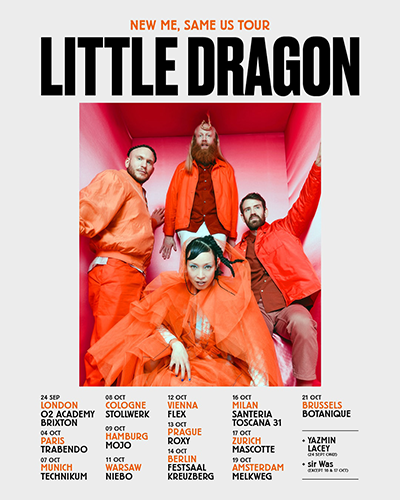 NEW ME, SAME US TOUR
LITTLE DRAGON
24 SEP
LONDON
O2 ACADEMY
BRIXTON
04 OCT
PARIS
TRABENDO
07 OCT
MUNICH
TECHNIKUM
08 OCT
COLOGNE
STOLLWERK
09 OCT
HAMBURG
MOJO
11 OCT
WARSAW
NIEBO
12 OCT
VIENNA
FLEX
13 OCT
PRAGUE
ROXY
14 OCT
BERLIN
FESTSAAL
KREUZBERG
16 OCT
MILAN
SANTERIA
TOSCANA 31
17 OCT
ZURICH
MASCOTTE
19 OCT
AMSTERDAM
MELKWEG
21 OCT
BRUSSELS
BOTANIQUE
• YAZMIN
LACEY
(24 SEPT ONLY)
• sir Was
(EXCEPT 16 & 17 OCT)